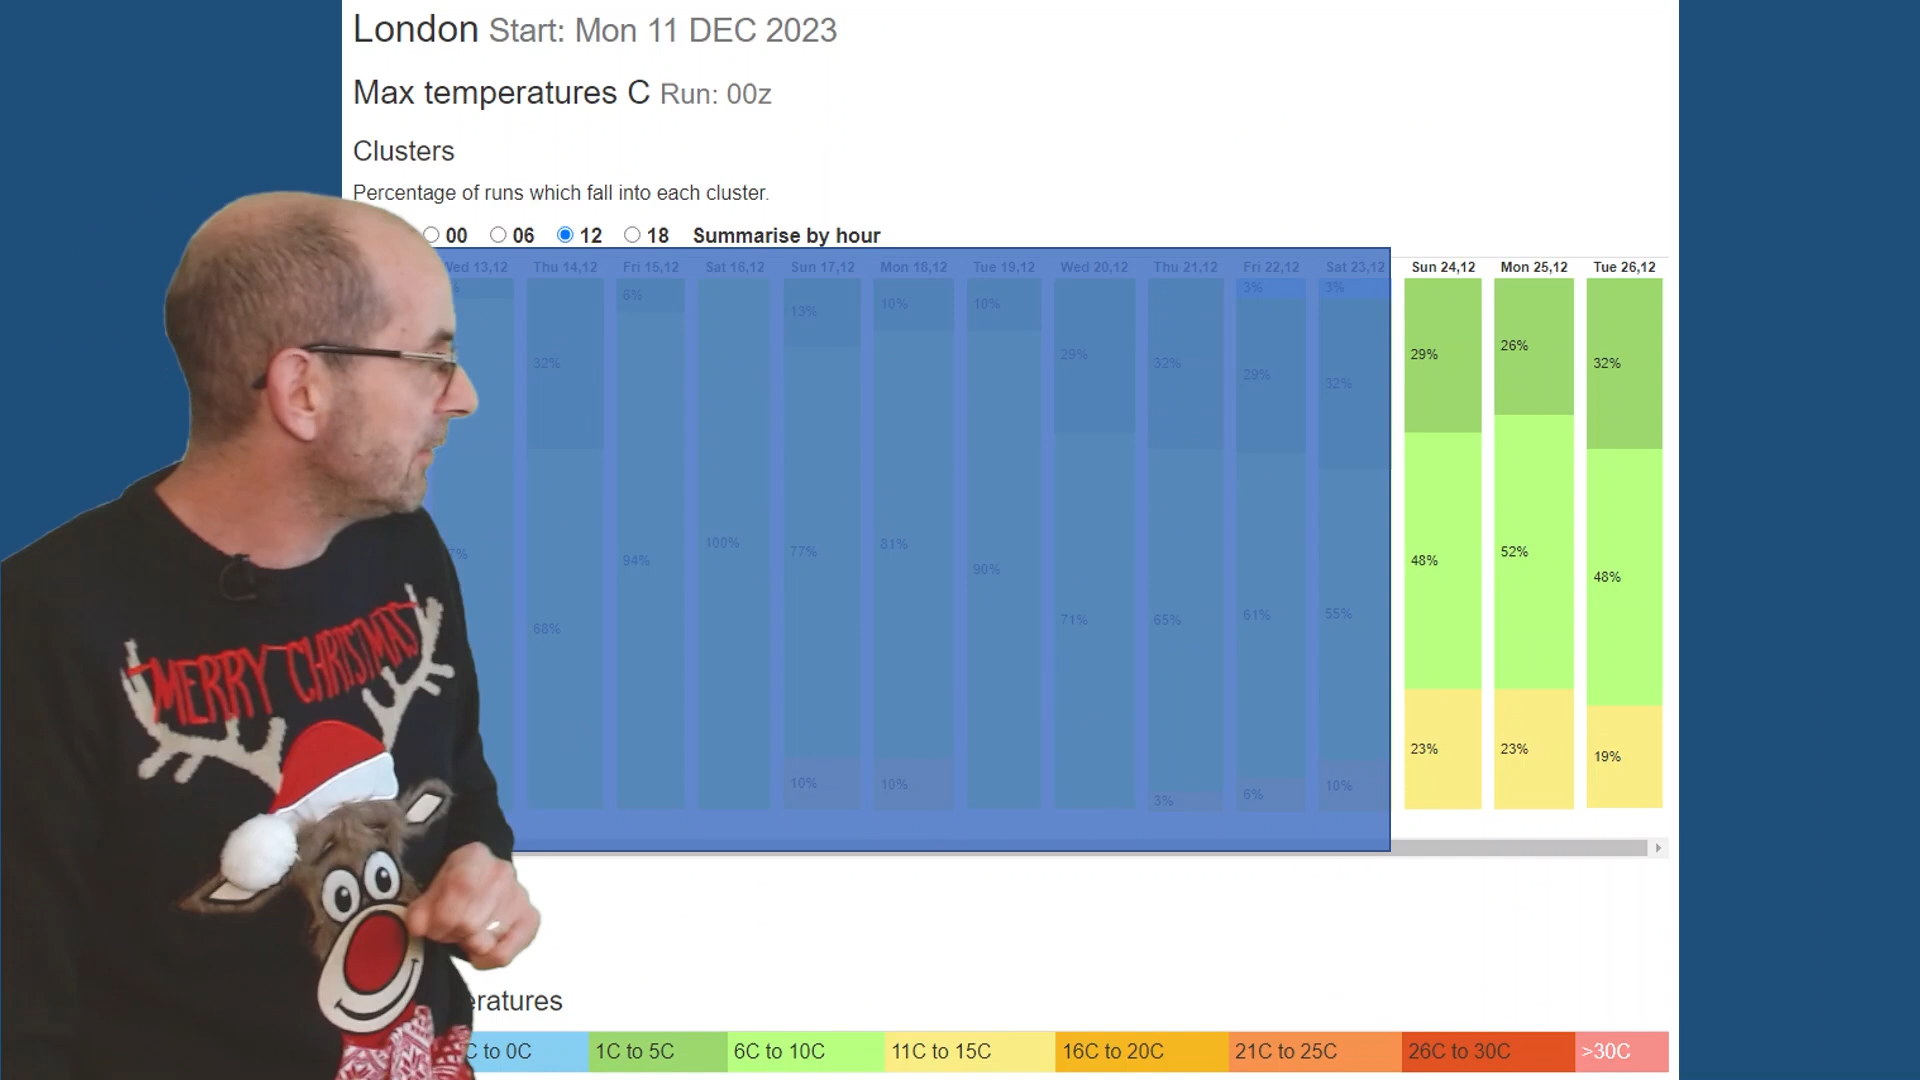 London Start: Mon 11 DEC 2023
Max temperatures C Run: 00z
Clusters
Percentage of runs which fall into each cluster.
00 06 12 18 Summarise by hour
Wed 13,12 Thu 14,12 Fri 15,12 Sat 16,12 Sun 17,12 Mon 18,12 Tue 19,12 Wed 20,12 Thu 21,12 Fri 22,12 Sat 23,12 Sun 24,12 Mon 25,12 Tue 26,12
3% 3%
6%
13% 10% 10%
32% 29% 32% 29% 32% 29% 26% 32%
7% 68% 94% 100% 77% 81% 90% 71% 65% 61% 55% 48% 52% 48%
10% 10% 3% 6% 10% 23% 23% 19%
MERRY CHRISTMAS
eratures
C to 0C 1C to 5C 6C to 10C 11C to 15C 16C to 20C 21C to 25C 26C to 30C >30C